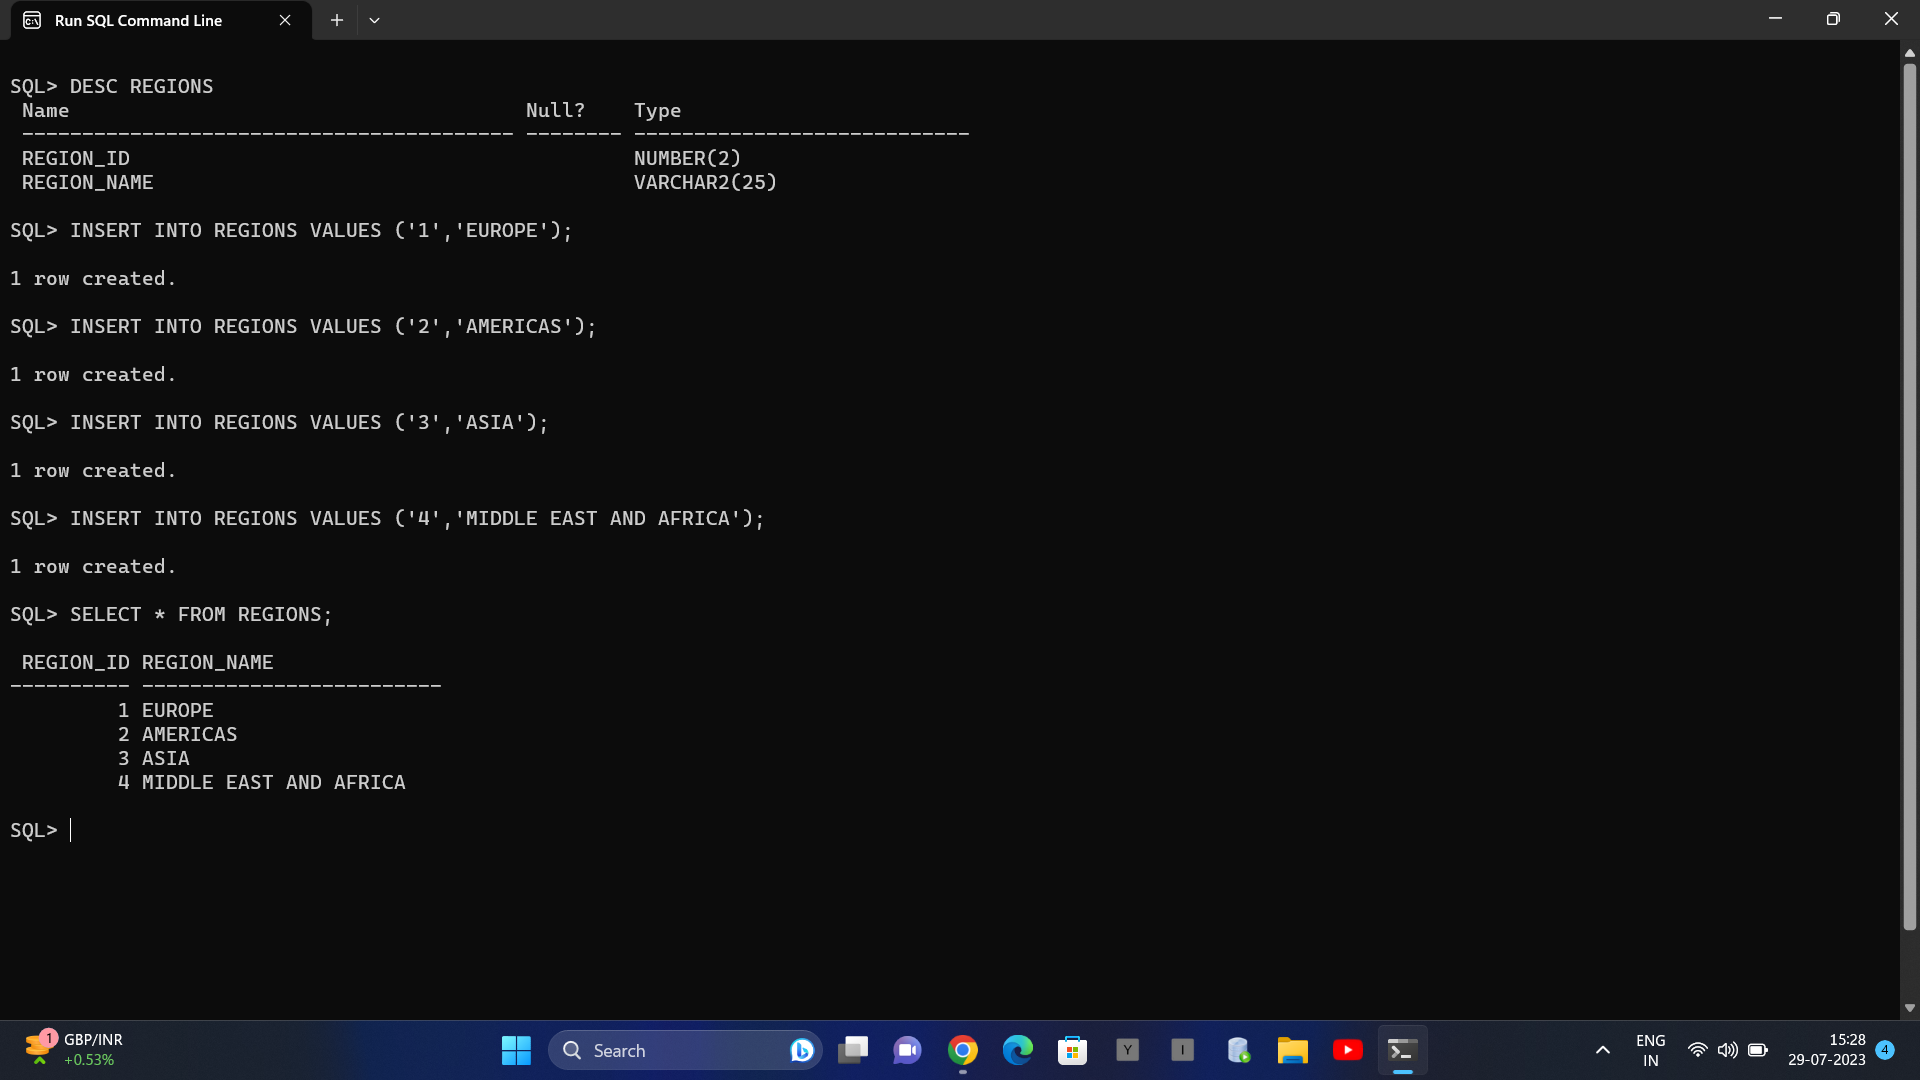 Run SQL Command Line
SQL> DESC REGIONS
Name Null? Type
----------------------------------------- -------- ----------------------------
REGION_ID NUMBER(2)
REGION_NAME VARCHAR2(25)
SQL> INSERT INTO REGIONS VALUES ('1','EUROPE');
1 row created.
SQL> INSERT INTO REGIONS VALUES ('2','AMERICAS');
1 row created.
SQL> INSERT INTO REGIONS VALUES ('3','ASIA');
1 row created.
SQL> INSERT INTO REGIONS VALUES ('4','MIDDLE EAST AND AFRICA');
1 row created.
SQL> SELECT * FROM REGIONS;
REGION_ID REGION_NAME
---------- -------------------------
1 EUROPE
2 AMERICAS
3 ASIA
4 MIDDLE EAST AND AFRICA
SQL>
1
GBP/INR
+0.53%
Search
Y
I
ENG
IN
15:28
29-07-2023
4